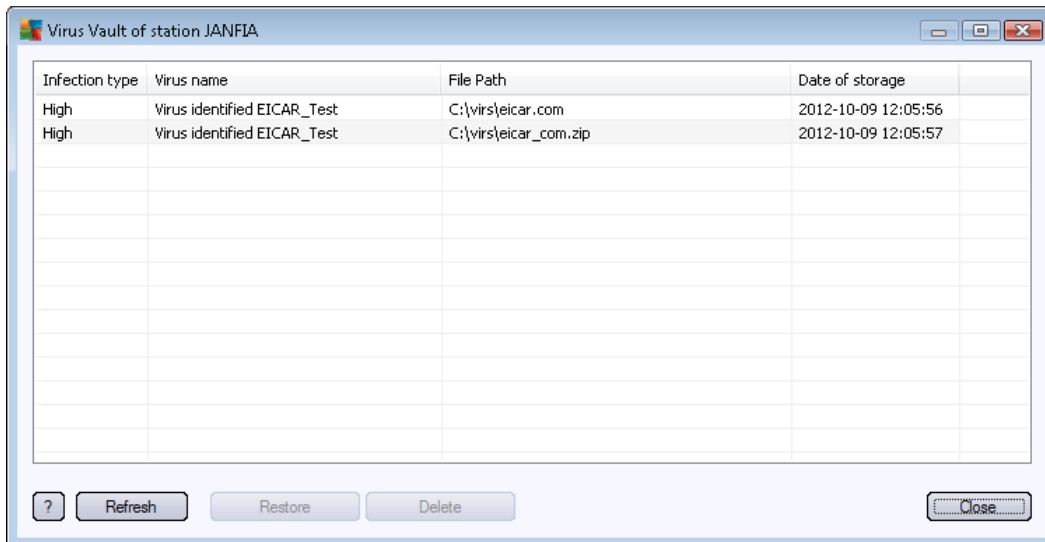 Virus Vault of station JANFIA
Infection type Virus name File Path Date of storage
High Virus identified EICAR_Test C:\virs\eicar.com 2012-10-09 12:05:56
High Virus identified EICAR_Test C:\virs\eicar_com.zip 2012-10-09 12:05:57
? Refresh Restore Delete Close